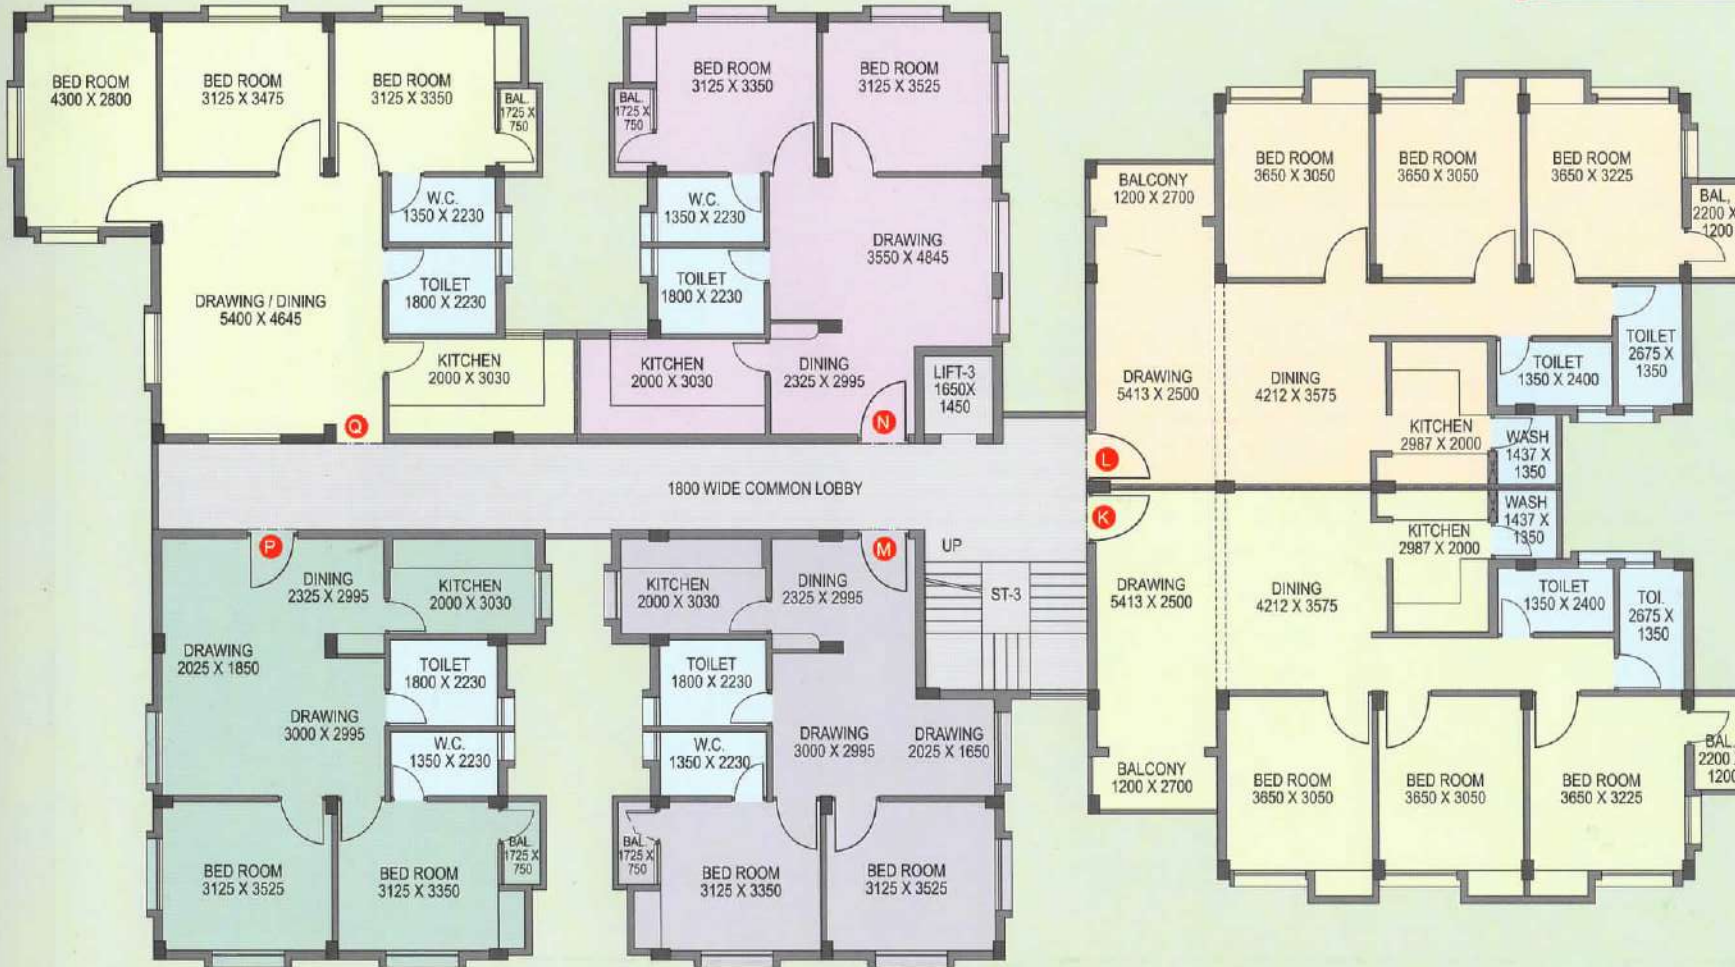 BED ROOM
4300 X 2800
BED ROOM
3125 X 3475
BED ROOM
3125 X 3350
BAL.
1725 X
750
W.C.
1350 X 2230
TOILET
1800 X 2230
DRAWING / DINING
5400 X 4645
KITCHEN
2000 X 3030
Q
BED ROOM
3125 X 3350
BED ROOM
3125 X 3525
BAL.
1725 X
750
W.C.
1350 X 2230
TOILET
1800 X 2230
DRAWING
3550 X 4845
KITCHEN
2000 X 3030
DINING
2325 X 2995
N
LIFT-3
1650X
1450
BALCONY
1200 X 2700
BED ROOM
3650 X 3050
BED ROOM
3650 X 3050
BED ROOM
3650 X 3225
BAL,
2200 X
1200
DRAWING
5413 X 2500
DINING
4212 X 3575
TOILET
1350 X 2400
TOILET
2675 X
1350
KITCHEN
2987 X 2000
WASH
1437 X
1350
L
1800 WIDE COMMON LOBBY
K
KITCHEN
2987 X 2000
WASH
1437 X
1350
DRAWING
5413 X 2500
DINING
4212 X 3575
TOILET
1350 X 2400
TOI.
2675 X
1350
BALCONY
1200 X 2700
BED ROOM
3650 X 3050
BED ROOM
3650 X 3050
BED ROOM
3650 X 3225
BAL.
2200
1200
P
DINING
2325 X 2995
KITCHEN
2000 X 3030
DRAWING
2025 X 1850
TOILET
1800 X 2230
DRAWING
3000 X 2995
W.C.
1350 X 2230
BED ROOM
3125 X 3525
BED ROOM
3125 X 3350
BAL.
1725 X
750
M
UP
ST-3
KITCHEN
2000 X 3030
DINING
2325 X 2995
TOILET
1800 X 2230
DRAWING
3000 X 2995
DRAWING
2025 X 1650
W.C.
1350 X 2230
BAL.
1725 X
750
BED ROOM
3125 X 3350
BED ROOM
3125 X 3525